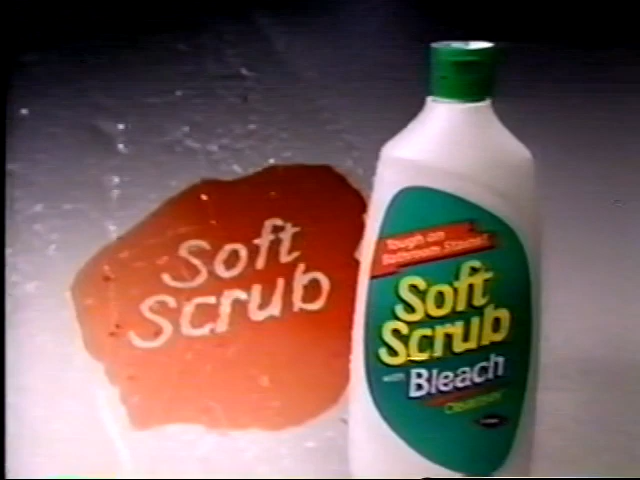 Soft
Scrub
Tough on
Bathroom Stains!
Soft
Scrub
with Bleach
Cleanser